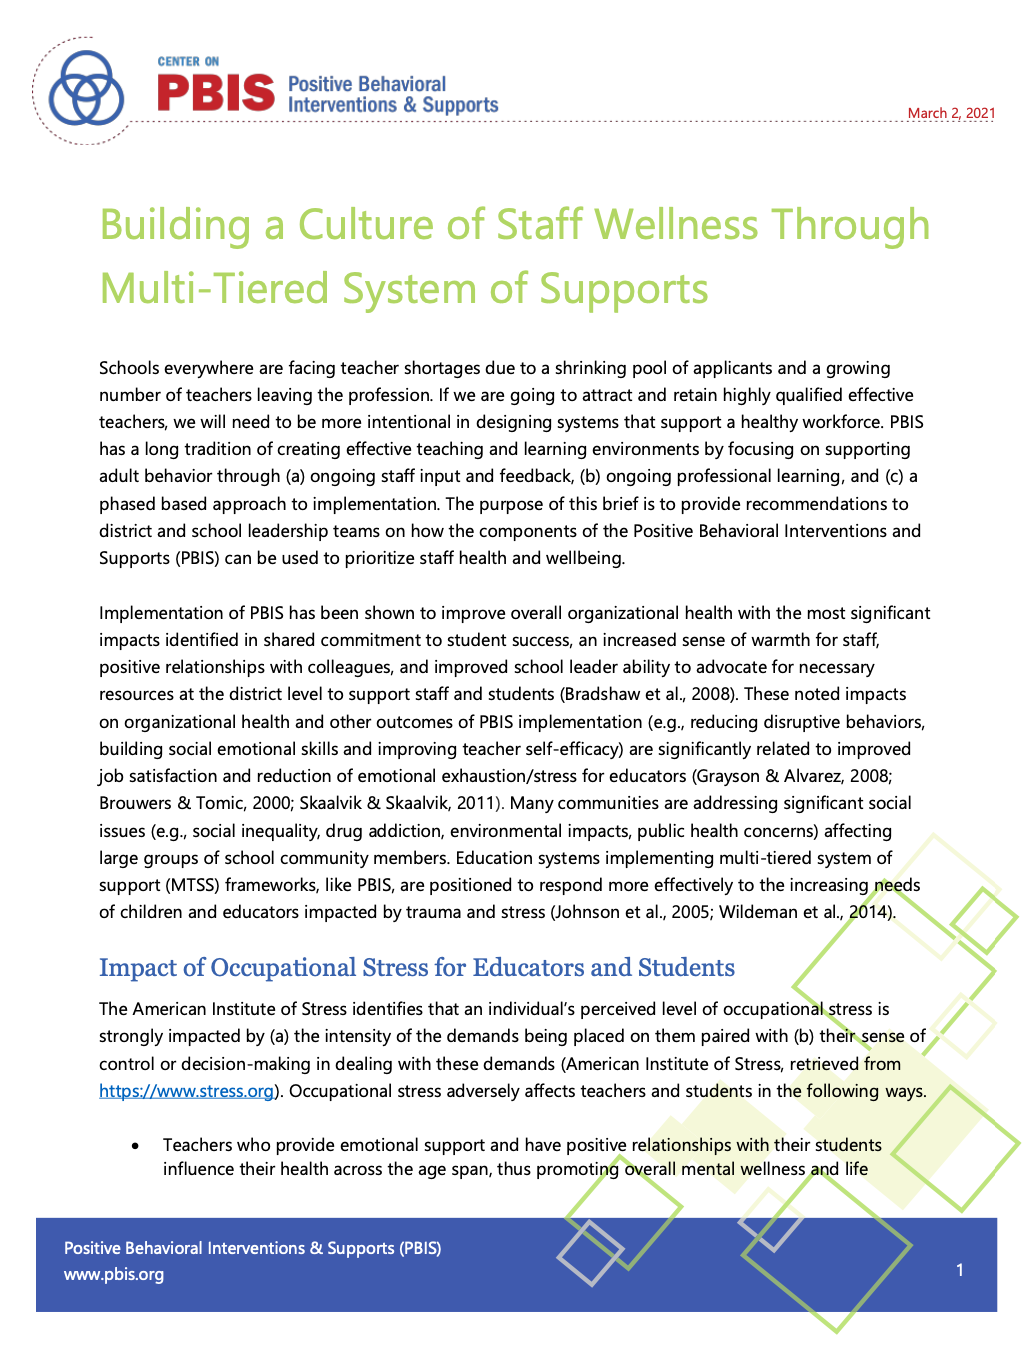 CENTER ON
PBIS
Positive Behavioral
Interventions & Supports
March 2, 2021
Building a Culture of Staff Wellness Through
Multi-Tiered System of Supports
Schools everywhere are facing teacher shortages due to a shrinking pool of applicants and a growing
number of teachers leaving the profession. If we are going to attract and retain highly qualified effective
teachers, we will need to be more intentional in designing systems that support a healthy workforce. PBIS
has a long tradition of creating effective teaching and learning environments by focusing on supporting
adult behavior through (a) ongoing staff input and feedback, (b) ongoing professional learning, and (c) a
phased based approach to implementation. The purpose of this brief is to provide recommendations to
district and school leadership teams on how the components of the Positive Behavioral Interventions and
Supports (PBIS) can be used to prioritize staff health and wellbeing.
Implementation of PBIS has been shown to improve overall organizational health with the most significant
impacts identified in shared commitment to student success, an increased sense of warmth for staff,
positive relationships with colleagues, and improved school leader ability to advocate for necessary
resources at the district level to support staff and students (Bradshaw et al., 2008). These noted impacts
on organizational health and other outcomes of PBIS implementation (e.g., reducing disruptive behaviors,
building social emotional skills and improving teacher self-efficacy) are significantly related to improved
job satisfaction and reduction of emotional exhaustion/stress for educators (Grayson & Alvarez, 2008;
Brouwers & Tomic, 2000; Skaalvik & Skaalvik, 2011). Many communities are addressing significant social
issues (e.g., social inequality, drug addiction, environmental impacts, public health concerns) affecting
large groups of school community members. Education systems implementing multi-tiered system of
support (MTSS) frameworks, like PBIS, are positioned to respond more effectively to the increasing needs
of children and educators impacted by trauma and stress (Johnson et al., 2005; Wildeman et al., 2014).
Impact of Occupational Stress for Educators and Students
The American Institute of Stress identifies that an individual’s perceived level of occupational stress is
strongly impacted by (a) the intensity of the demands being placed on them paired with (b) their sense of
control or decision-making in dealing with these demands (American Institute of Stress, retrieved from
https://www.stress.org). Occupational stress adversely affects teachers and students in the following ways.
• Teachers who provide emotional support and have positive relationships with their students
influence their health across the age span, thus promoting overall mental wellness and life
Positive Behavioral Interventions & Supports (PBIS)
www.pbis.org
1